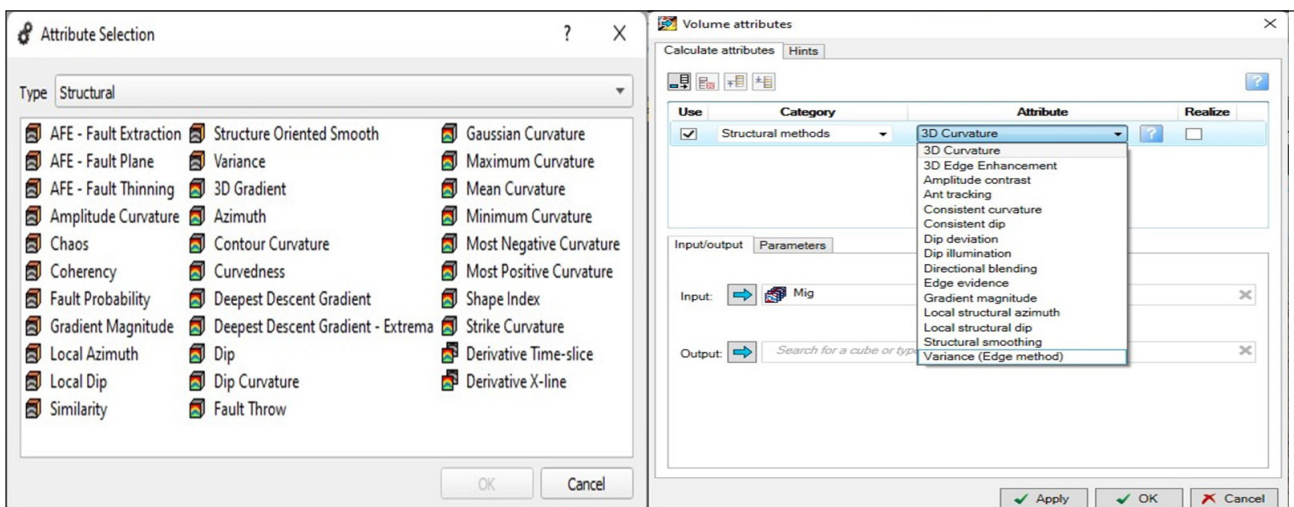 Attribute Selection
?
X
Type Structural
AFE - Fault Extraction
AFE - Fault Plane
AFE - Fault Thinning
Amplitude Curvature
Chaos
Coherency
Fault Probability
Gradient Magnitude
Local Azimuth
Local Dip
Similarity
Structure Oriented Smooth
Variance
3D Gradient
Azimuth
Contour Curvature
Curvedness
Deepest Descent Gradient
Deepest Descent Gradient - Extrema
Dip
Dip Curvature
Fault Throw
Gaussian Curvature
Maximum Curvature
Mean Curvature
Minimum Curvature
Most Negative Curvature
Most Positive Curvature
Shape Index
Strike Curvature
Derivative Time-slice
Derivative X-line
OK
Cancel
Volume attributes
Calculate attributes Hints
?
Use Category Attribute Realize
Structural methods 3D Curvature ?
3D Curvature
3D Edge Enhancement
Amplitude contrast
Ant tracking
Consistent curvature
Consistent dip
Dip deviation
Dip illumination
Directional blending
Edge evidence
Gradient magnitude
Local structural azimuth
Local structural dip
Structural smoothing
Variance (Edge method)
Input/output Parameters
Input: Mig
Output: Search for a cube or type
Apply OK Cancel